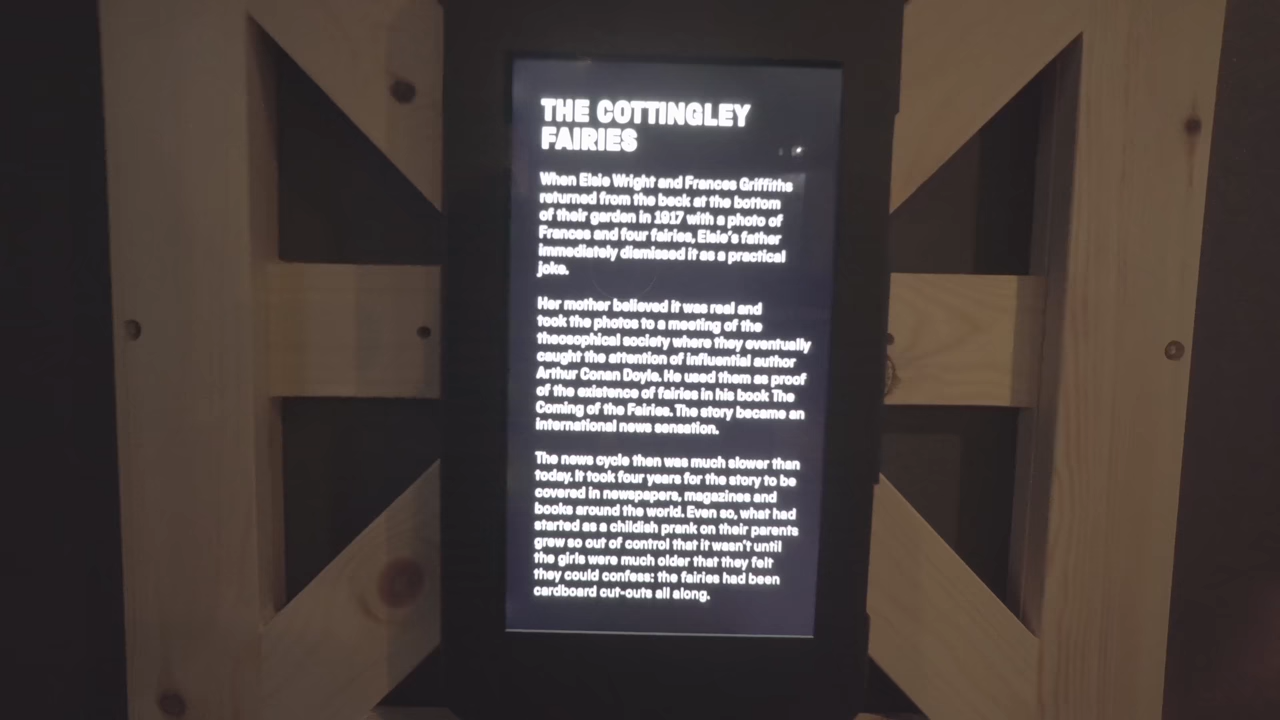 THE COTTINGLEY
FAIRIES
When Elsie Wright and Frances Griffiths
returned from the beck at the bottom
of their garden in 1917 with a photo of
Frances and four fairies, Elsie's father
immediately dismissed it as a practical
joke.
Her mother believed it was real and
took the photos to a meeting of the
theosophical society where they eventually
caught the attention of influential author
Arthur Conan Doyle. He used them as proof
of the existence of fairies in his book The
Coming of the Fairies. The story became an
international news sensation.
The news cycle then was much slower than
today. It took four years for the story to be
covered in newspapers, magazines and
books around the world. Even so, what had
started as a childish prank on their parents
grew so out of control that it wasn't until
the girls were much older that they felt
they could confess: the fairies had been
cardboard cut-outs all along.